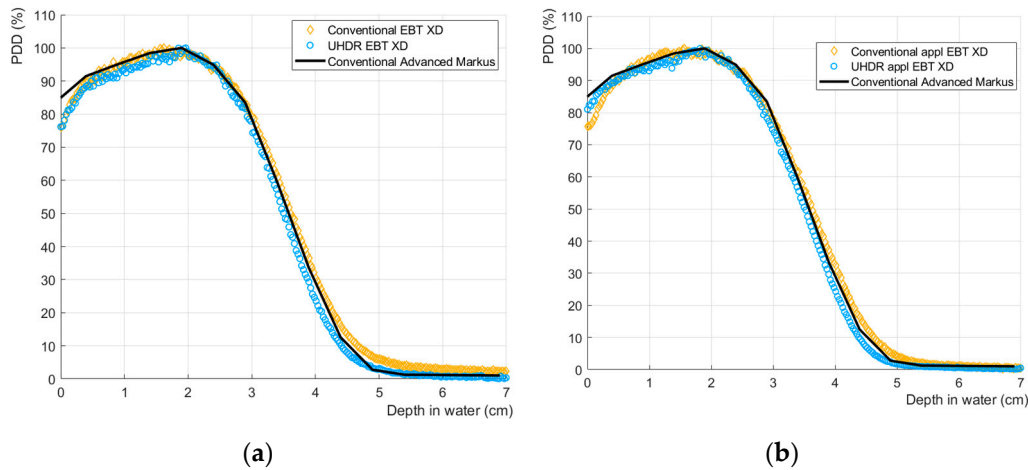 PDD (%)
110
100
90
80
70
60
50
40
30
20
10
0
Conventional EBT XD
UHDR EBT XD
Conventional Advanced Markus
0 1 2 3 4 5 6 7
Depth in water (cm)
(a)
PDD (%)
110
100
90
80
70
60
50
40
30
20
10
0
Conventional appl EBT XD
UHDR appl EBT XD
Conventional Advanced Markus
0 1 2 3 4 5 6 7
Depth in water (cm)
(b)